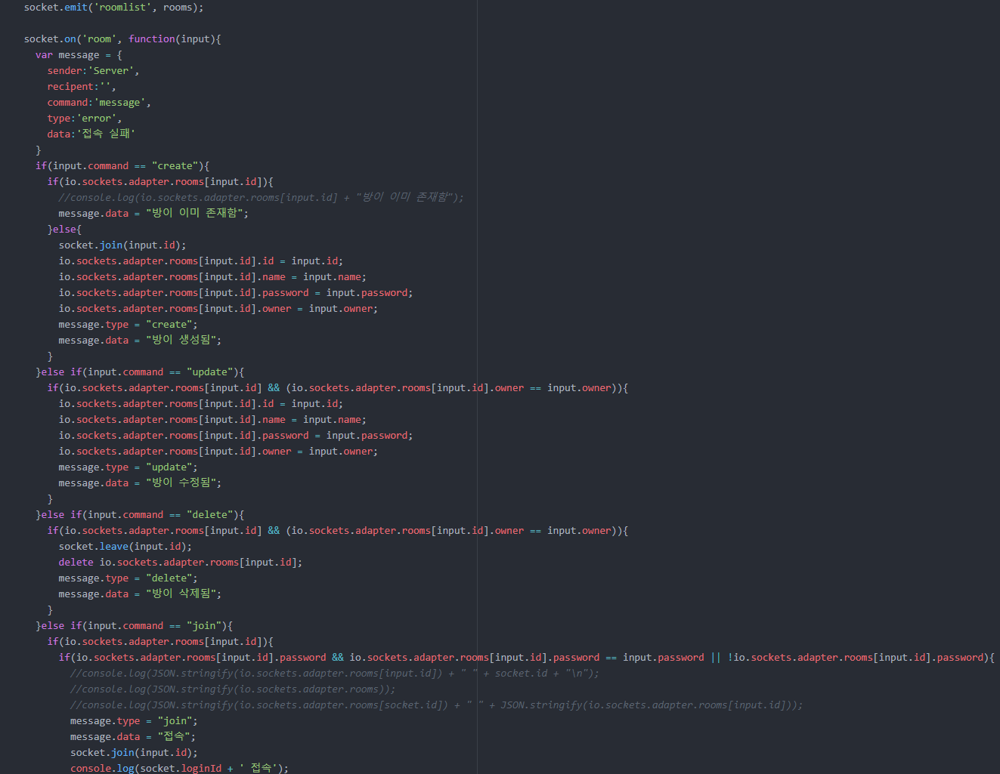 socket.emit('roomlist', rooms);
socket.on('room', function(input){
var message = {
sender:'Server',
recipent:'',
command:'message',
type:'error',
data:'접속 실패'
}
if(input.command == "create"){
if(io.sockets.adapter.rooms[input.id]){
//console.log(io.sockets.adapter.rooms[input.id] + "방이 이미 존재함");
message.data = "방이 이미 존재함";
}else{
socket.join(input.id);
io.sockets.adapter.rooms[input.id].id = input.id;
io.sockets.adapter.rooms[input.id].name = input.name;
io.sockets.adapter.rooms[input.id].password = input.password;
io.sockets.adapter.rooms[input.id].owner = input.owner;
message.type = "create";
message.data = "방이 생성됨";
}
}else if(input.command == "update"){
if(io.sockets.adapter.rooms[input.id] && (io.sockets.adapter.rooms[input.id].owner == input.owner)){
io.sockets.adapter.rooms[input.id].id = input.id;
io.sockets.adapter.rooms[input.id].name = input.name;
io.sockets.adapter.rooms[input.id].password = input.password;
io.sockets.adapter.rooms[input.id].owner = input.owner;
message.type = "update";
message.data = "방이 수정됨";
}
}else if(input.command == "delete"){
if(io.sockets.adapter.rooms[input.id] && (io.sockets.adapter.rooms[input.id].owner == input.owner)){
socket.leave(input.id);
delete io.sockets.adapter.rooms[input.id];
message.type = "delete";
message.data = "방이 삭제됨";
}
}else if(input.command == "join"){
if(io.sockets.adapter.rooms[input.id]){
if(io.sockets.adapter.rooms[input.id].password && io.sockets.adapter.rooms[input.id].password == input.password || !io.sockets.adapter.rooms[input.id].password){
//console.log(JSON.stringify(io.sockets.adapter.rooms[input.id]) + " " + socket.id + "\n");
//console.log(JSON.stringify(io.sockets.adapter.rooms));
//console.log(JSON.stringify(io.sockets.adapter.rooms[socket.id]) + " " + JSON.stringify(io.sockets.adapter.rooms[input.id]));
message.type = "join";
message.data = "접속";
socket.join(input.id);
console.log(socket.loginId + ' 접속');